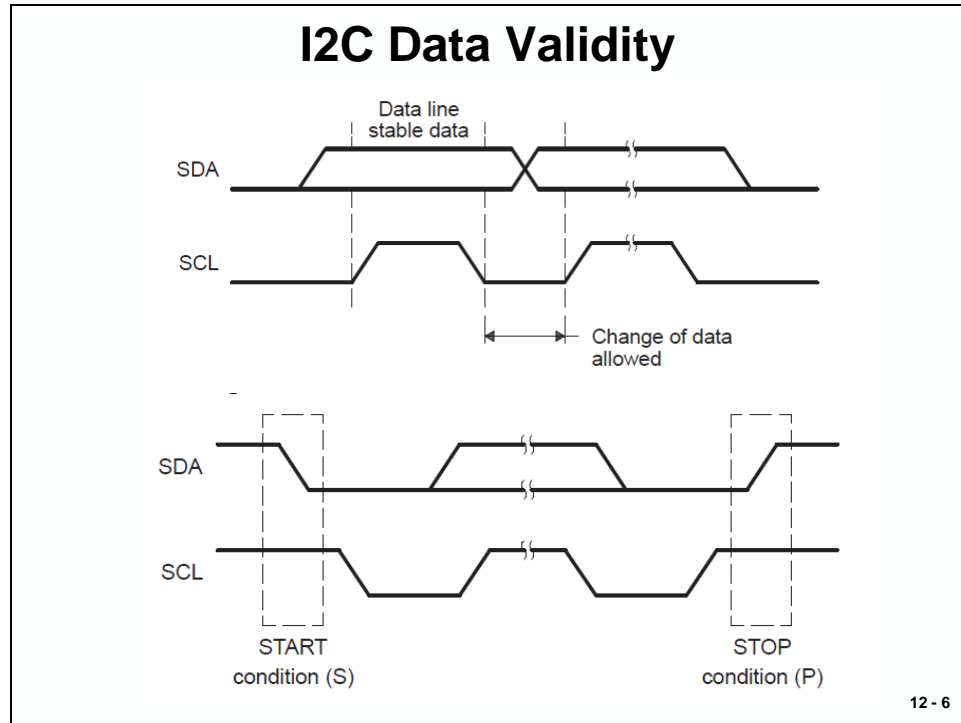 I2C Data Validity
Data line
stable data
SDA
SCL
Change of data
allowed
SDA
SCL
START
condition (S)
STOP
condition (P)
12 - 6